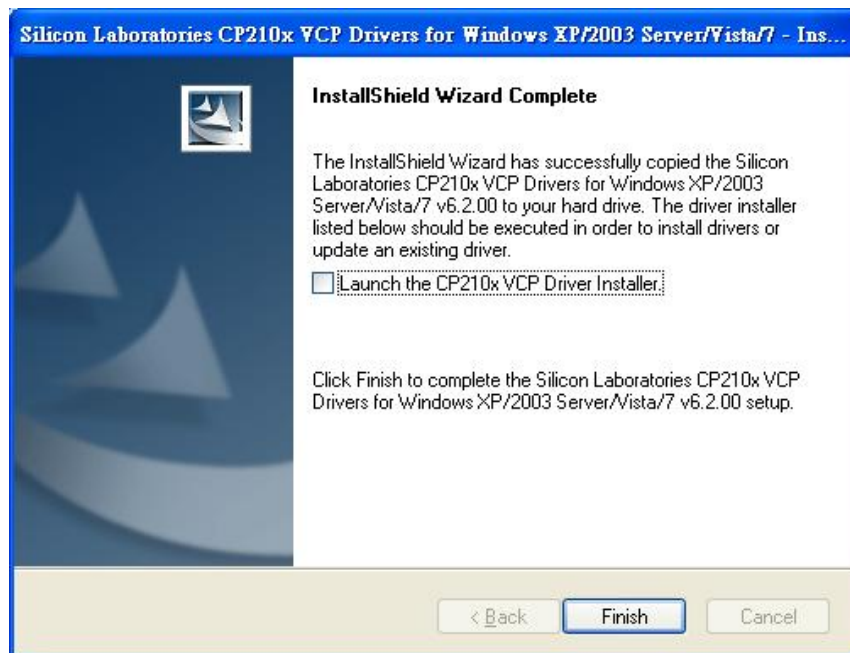 Silicon Laboratories CP210x VCP Drivers for Windows XP/2003 Server/Vista/7 - Ins...
InstallShield Wizard Complete
The InstallShield Wizard has successfully copied the Silicon
Laboratories CP210x VCP Drivers for Windows XP/2003
Server/Vista/7 v6.2.00 to your hard drive. The driver installer
listed below should be executed in order to install drivers or
update an existing driver.
Launch the CP210x VCP Driver Installer.
Click Finish to complete the Silicon Laboratories CP210x VCP
Drivers for Windows XP/2003 Server/Vista/7 v6.2.00 setup.
< Back
Finish
Cancel